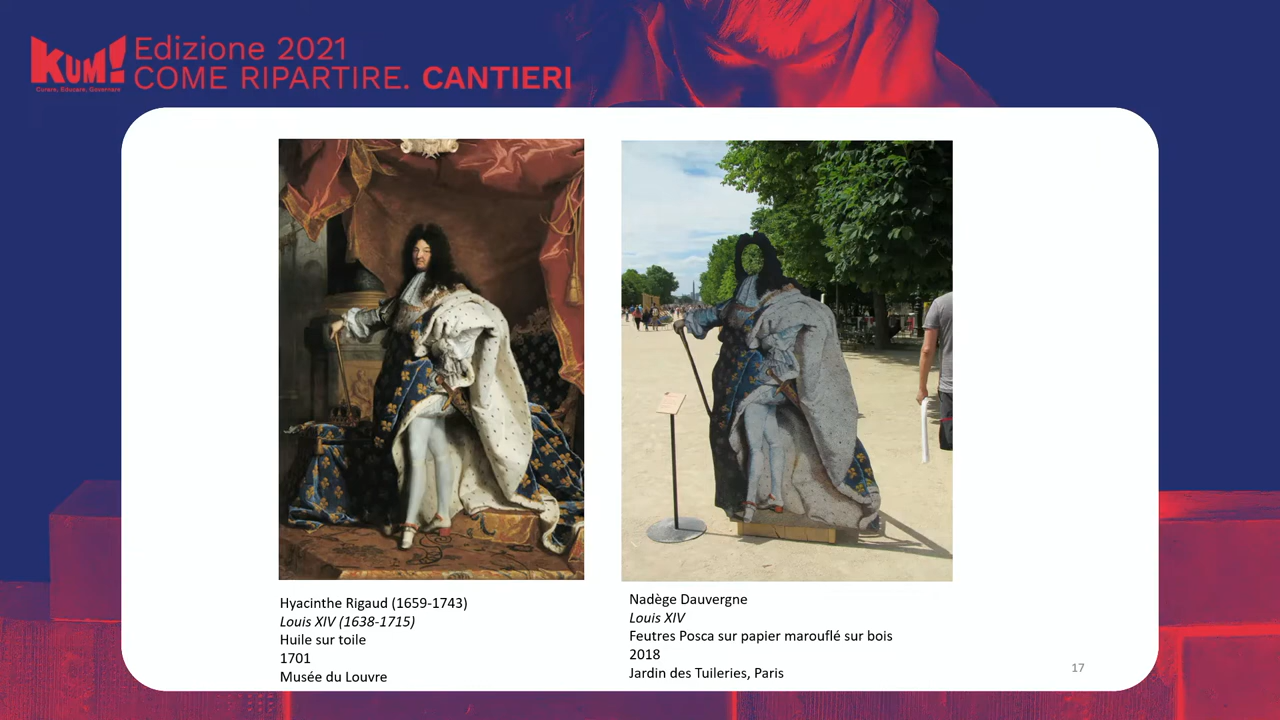 KUM!
Curare, Educare, Governare
Edizione 2021
COME RIPARTIRE. CANTIERI
Hyacinthe Rigaud (1659-1743)
Louis XIV (1638-1715)
Huile sur toile
1701
Musée du Louvre
Nadège Dauvergne
Louis XIV
Feutres Posca sur papier marouflé sur bois
2018
Jardin des Tuileries, Paris
17